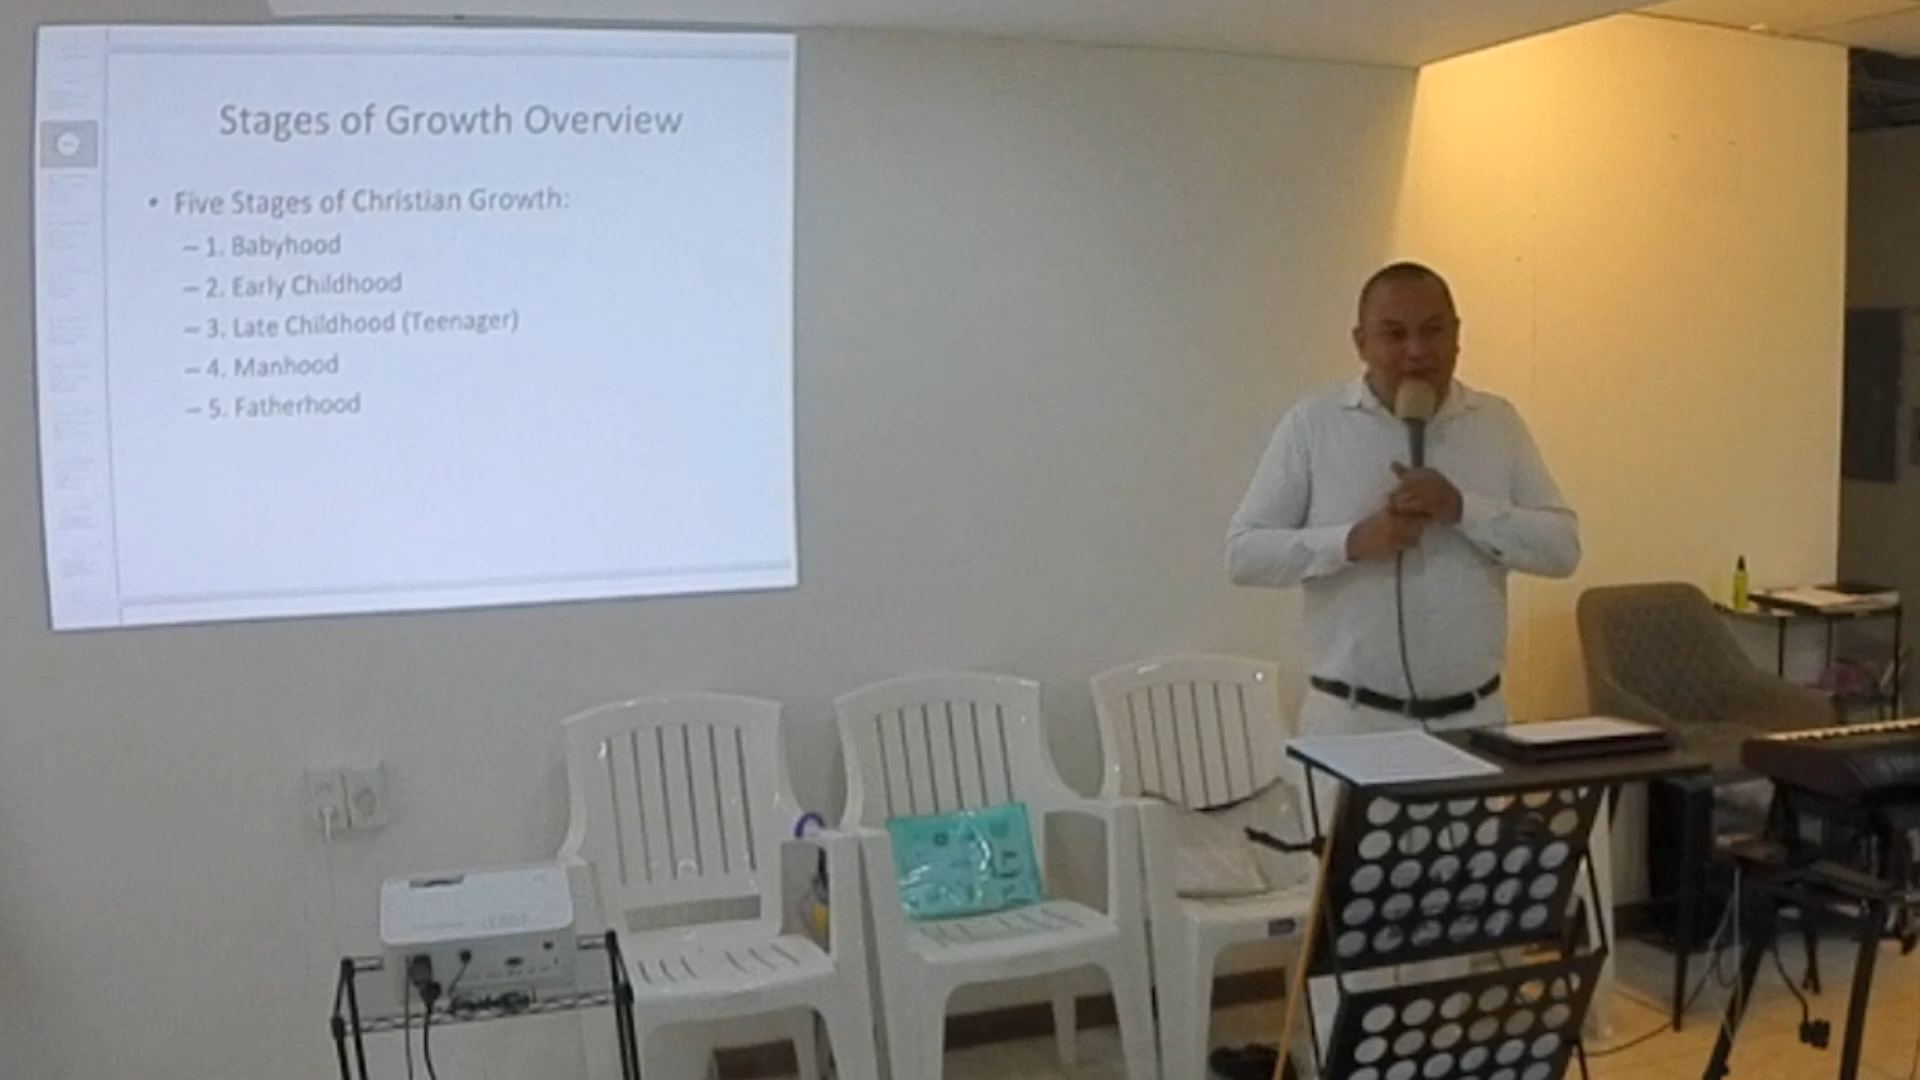 Stages of Growth Overview
• Five Stages of Christian Growth:
– 1. Babyhood
– 2. Early Childhood
– 3. Late Childhood (Teenager)
– 4. Manhood
– 5. Fatherhood